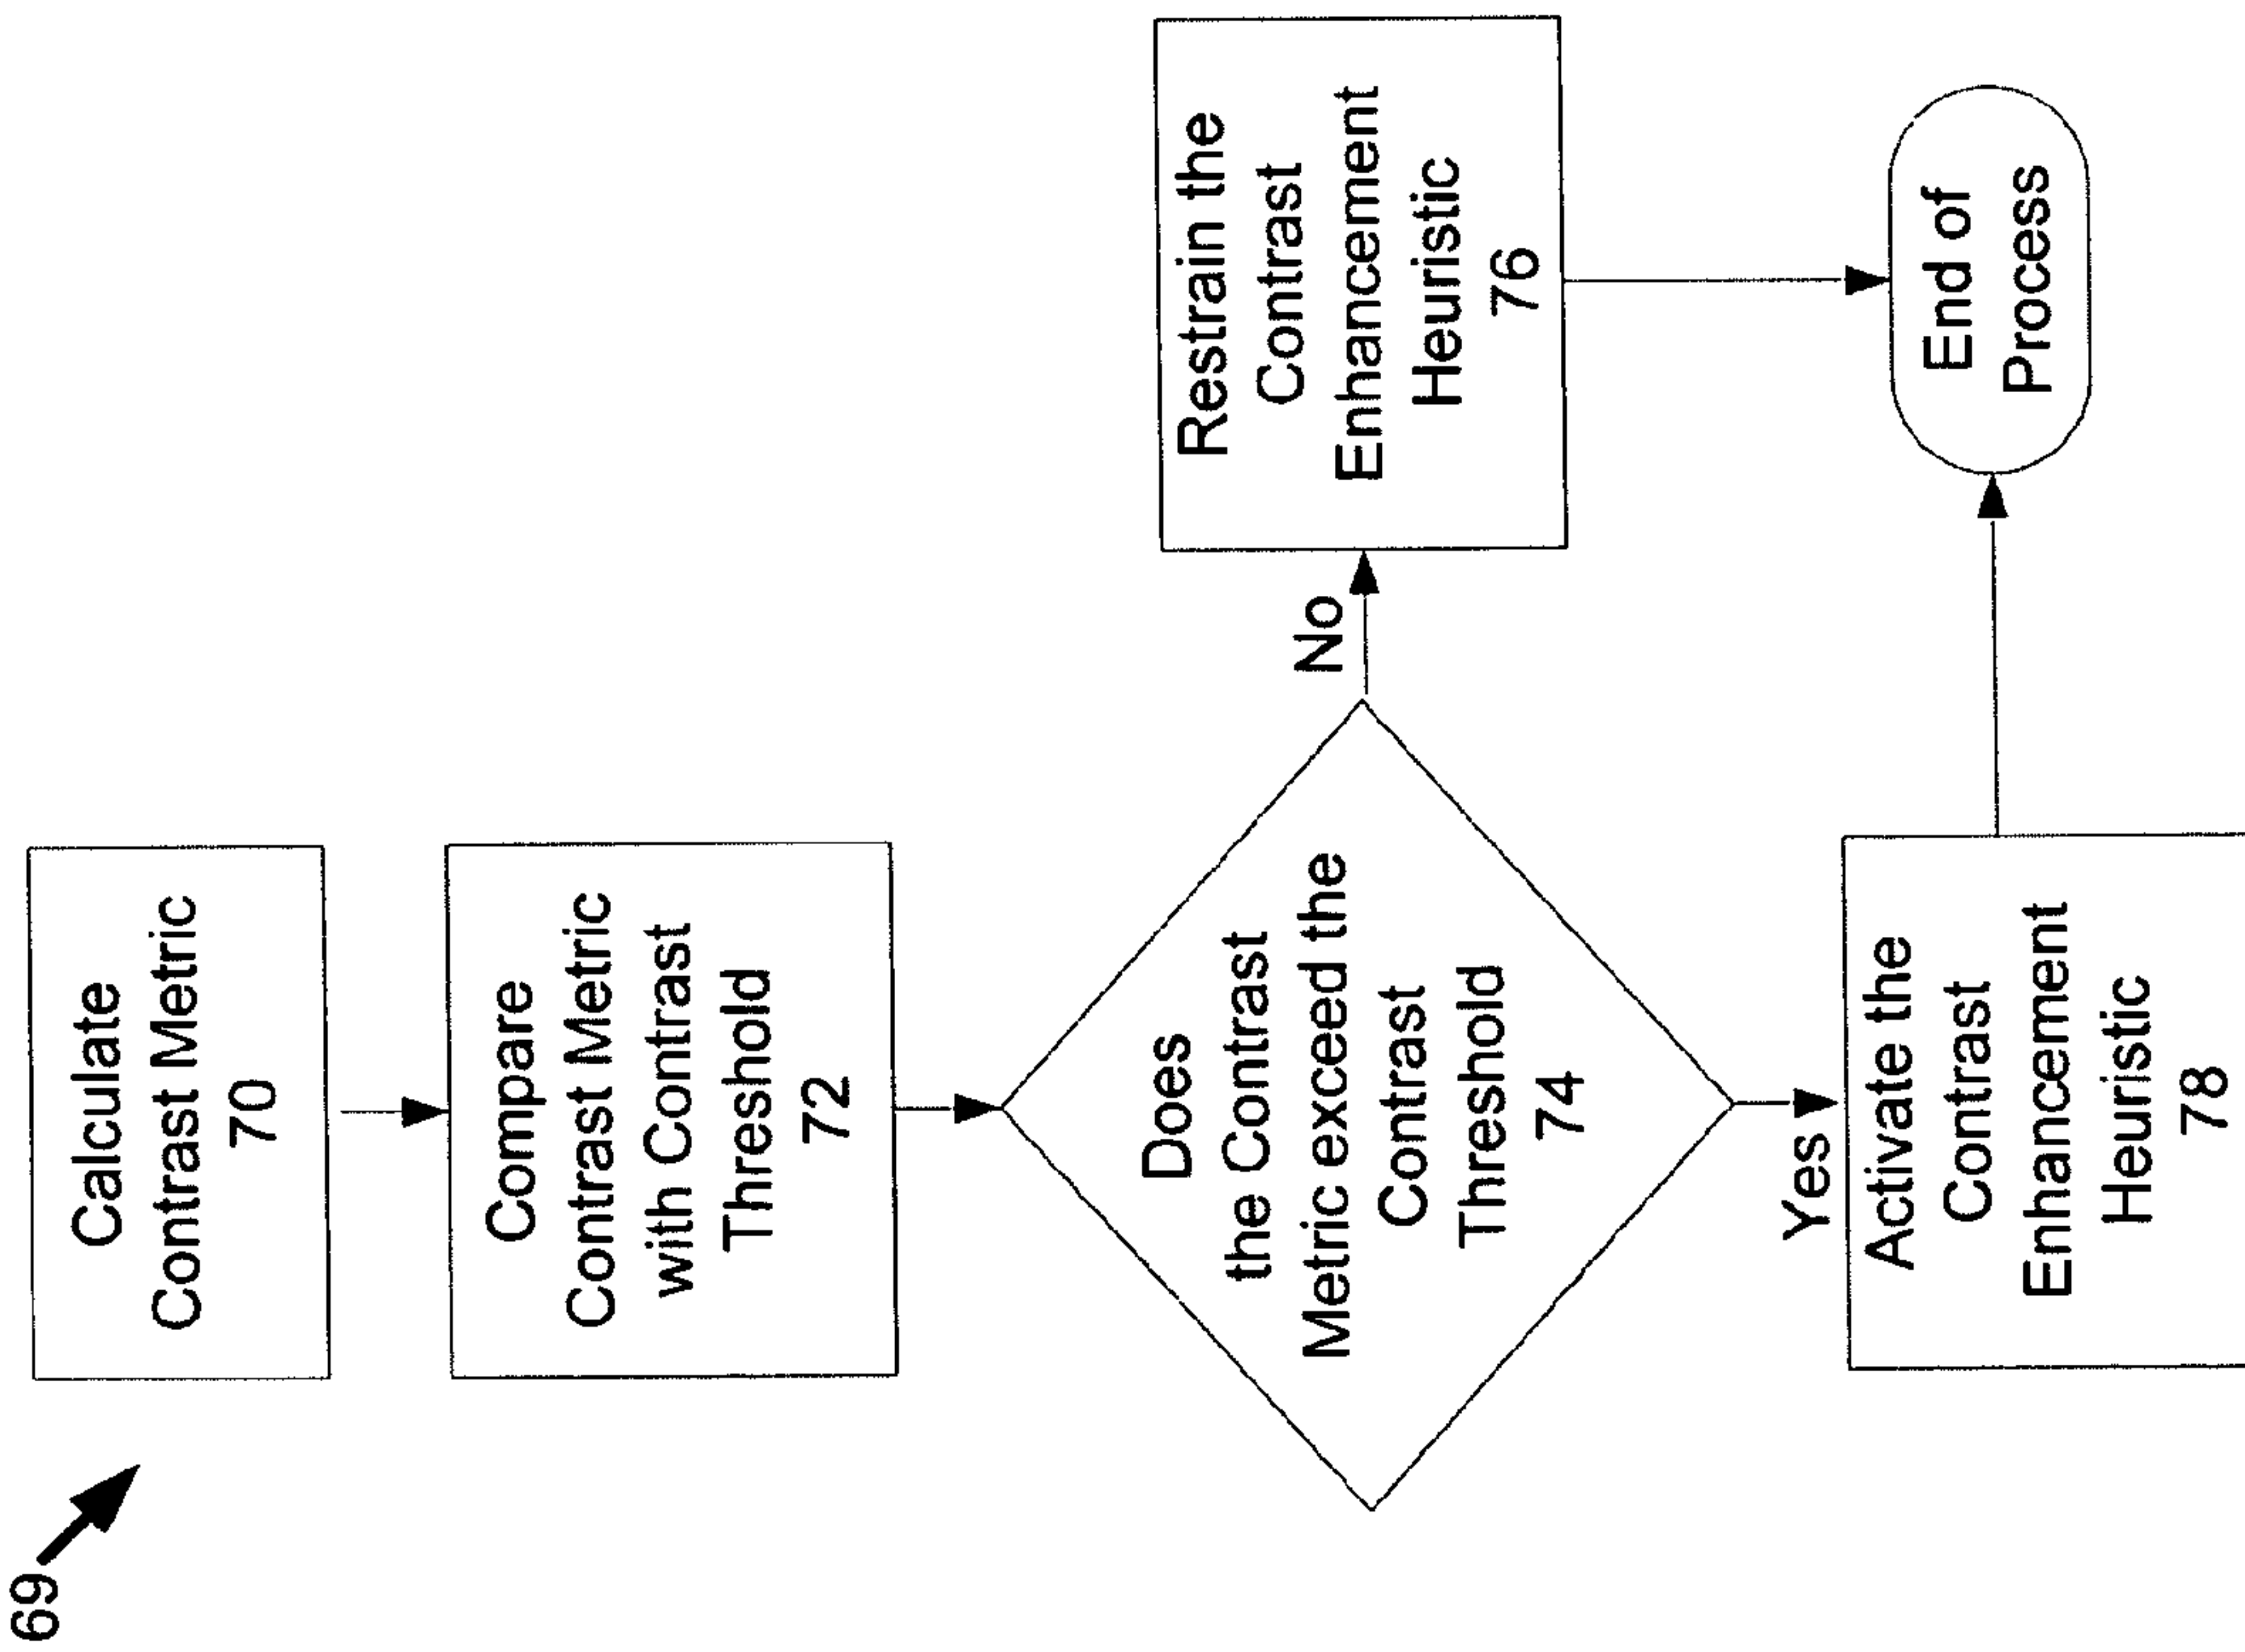 69
Calculate
Contrast Metric
70
Compare
Contrast Metric
with Contrast
Threshold
72
Does
the Contrast
Metric exceed the
Contrast
Threshold
74
No
Restrain the
Contrast
Enhancement
Heuristic
76
Yes
Activate the
Contrast
Enhancement
Heuristic
78
End of
Process